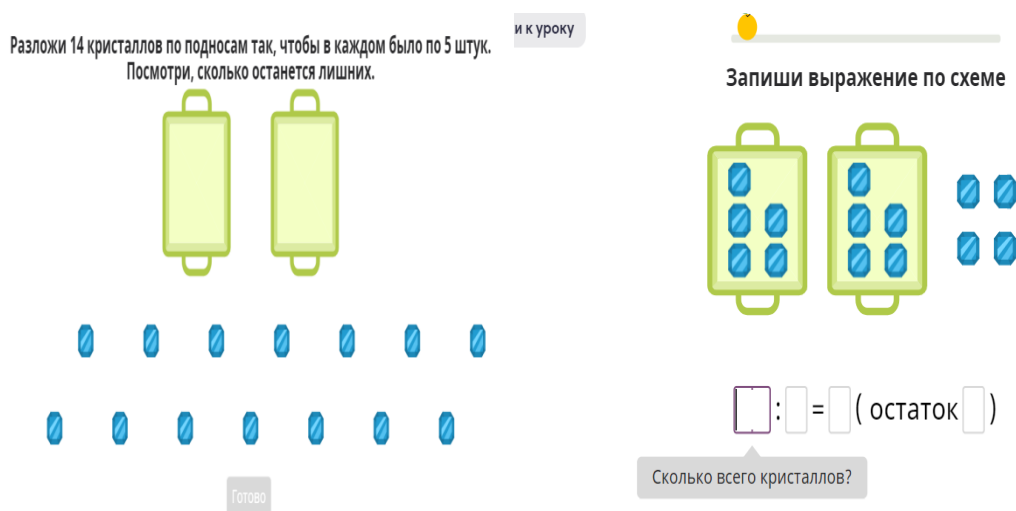 Разложи 14 кристаллов по подносам так, чтобы в каждом было по 5 штук.
Посмотри, сколько останется лишних.
Готово
и к уроку
Запиши выражение по схеме
: = ( остаток )
Сколько всего кристаллов?